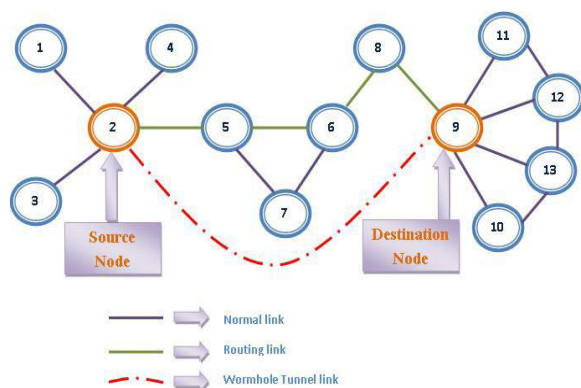 1
4
8
11
2
5
6
9
12
3
7
13
10
Source
Node
Destination
Node
Normal link
Routing link
Wormhole Tunnel link